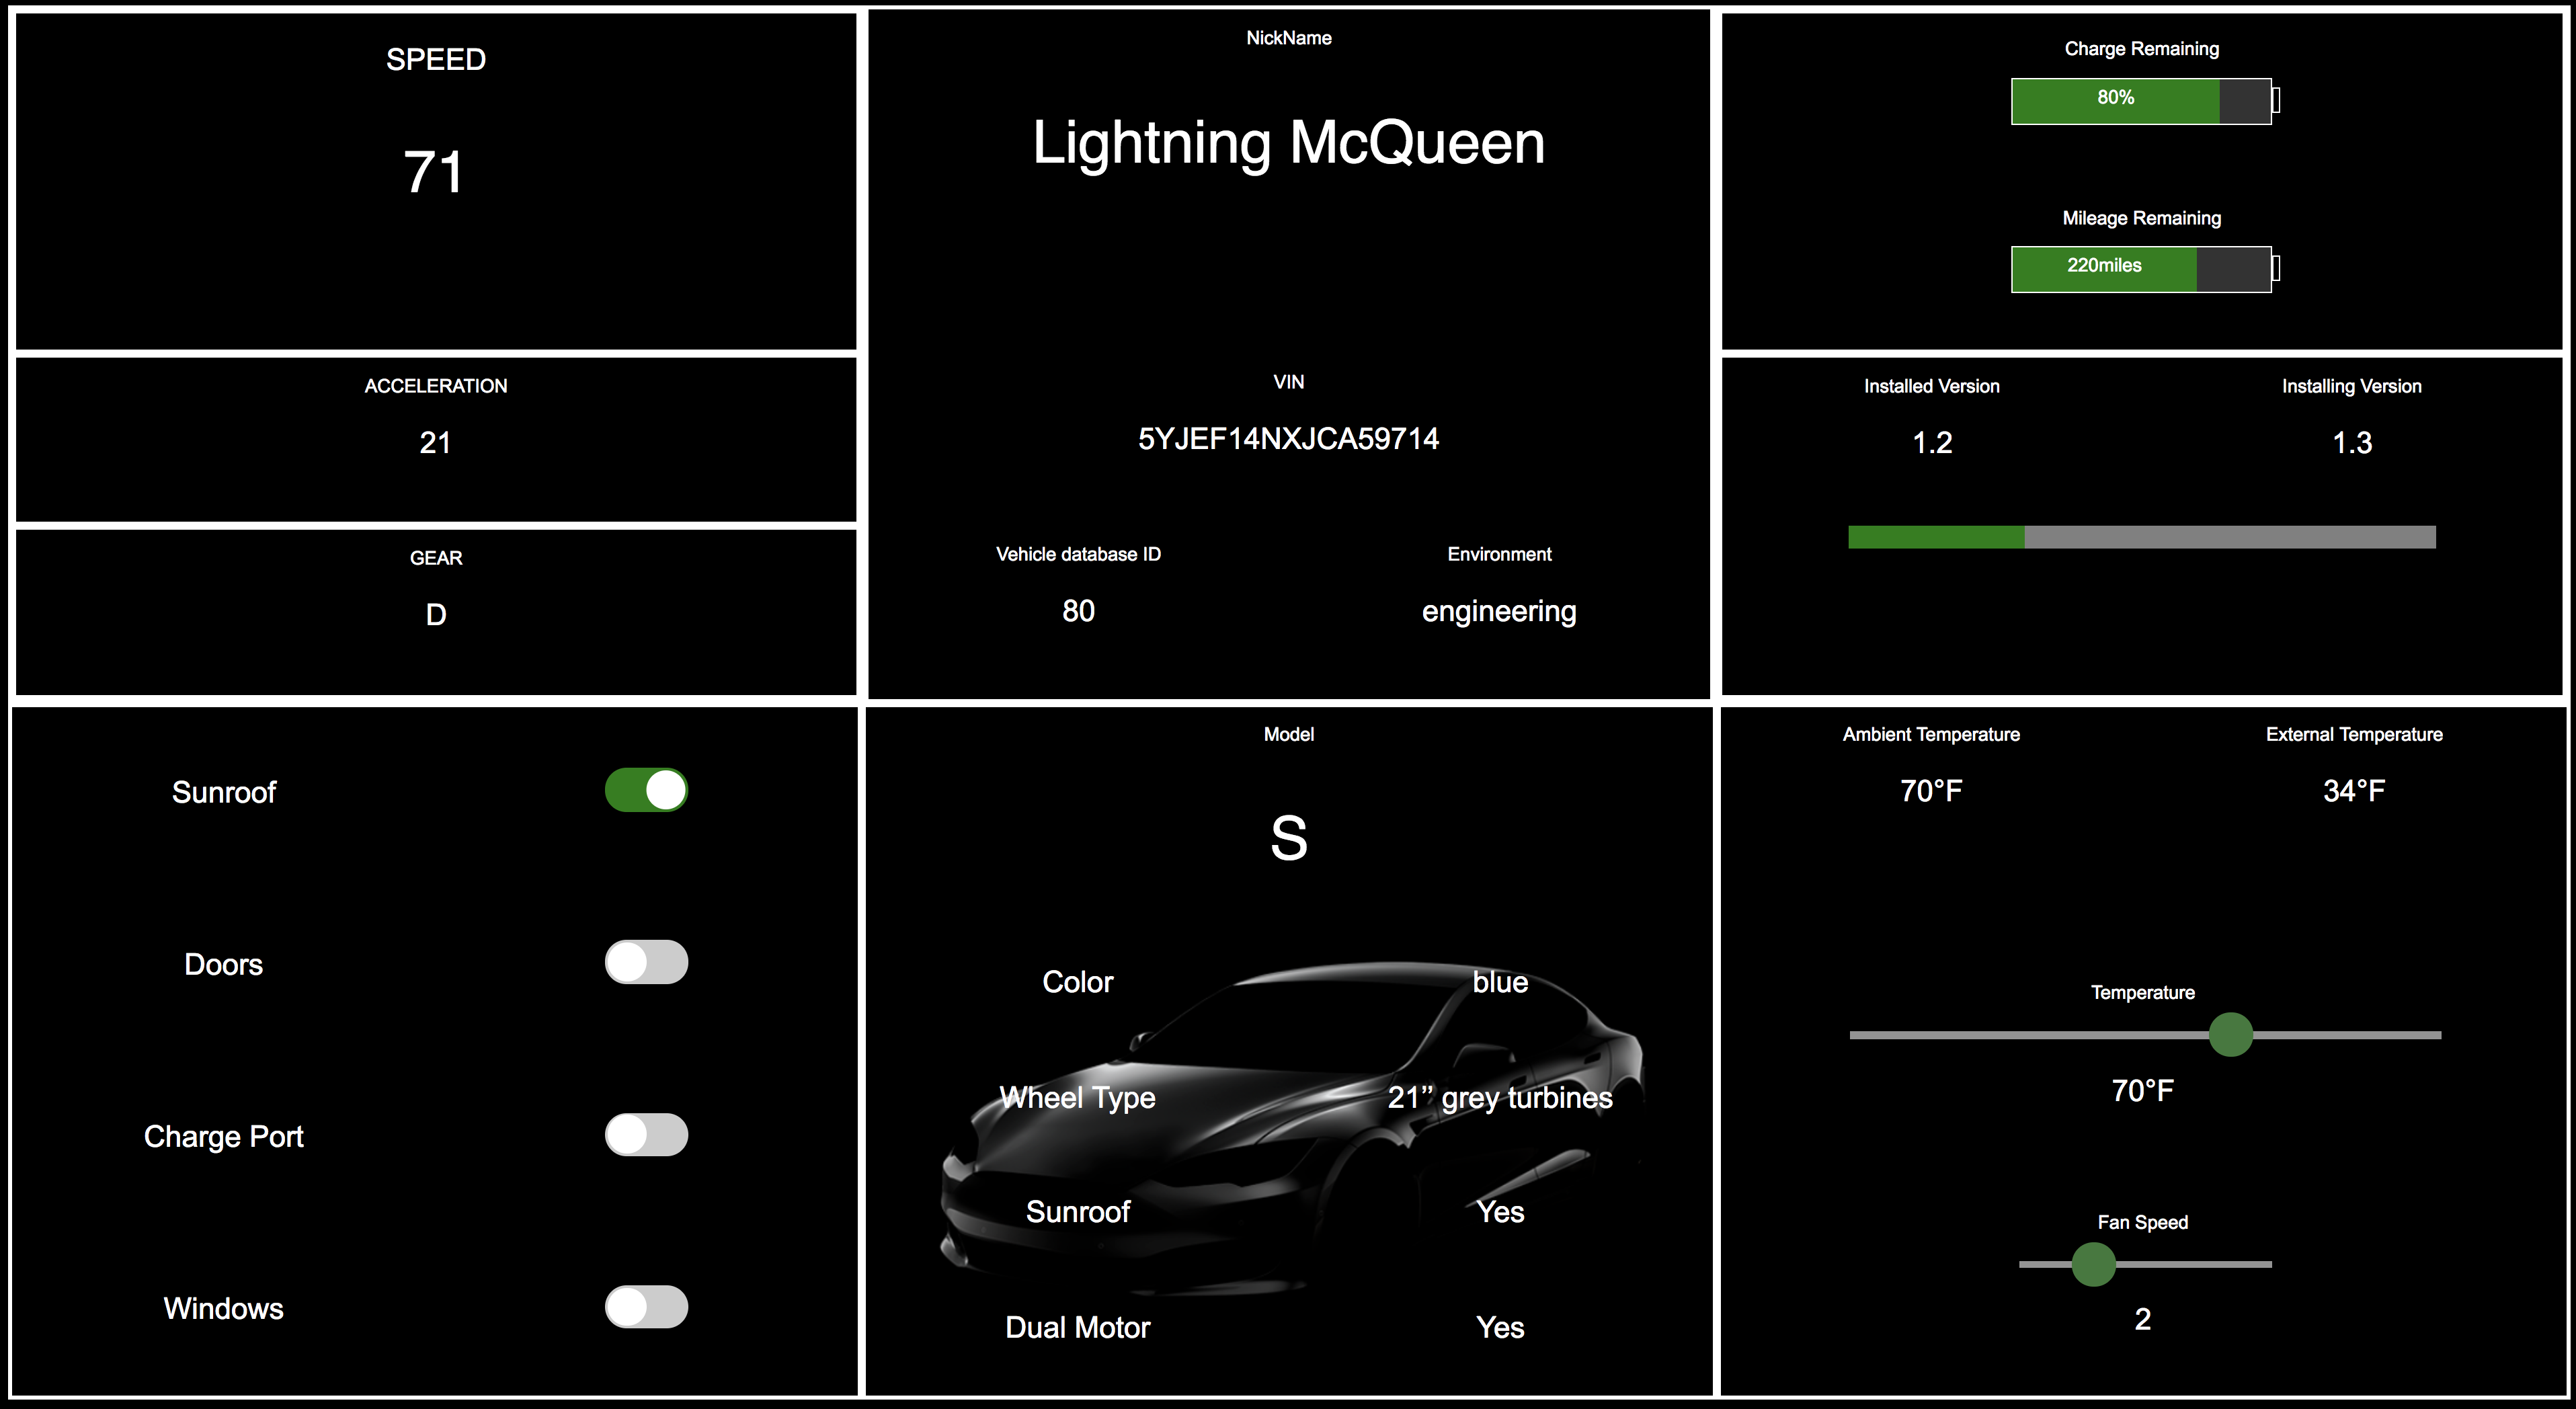 SPEED
71
ACCELERATION
21
GEAR
D
NickName
Lightning McQueen
VIN
5YJEF14NXJCA59714
Vehicle database ID
Environment
80
engineering
Charge Remaining
80%
Mileage Remaining
220miles
Installed Version
Installing Version
1.2
1.3
Sunroof
Doors
Charge Port
Windows
Model
S
Color blue
Wheel Type 21” grey turbines
Sunroof Yes
Dual Motor Yes
Ambient Temperature
External Temperature
70°F
34°F
Temperature
70°F
Fan Speed
2